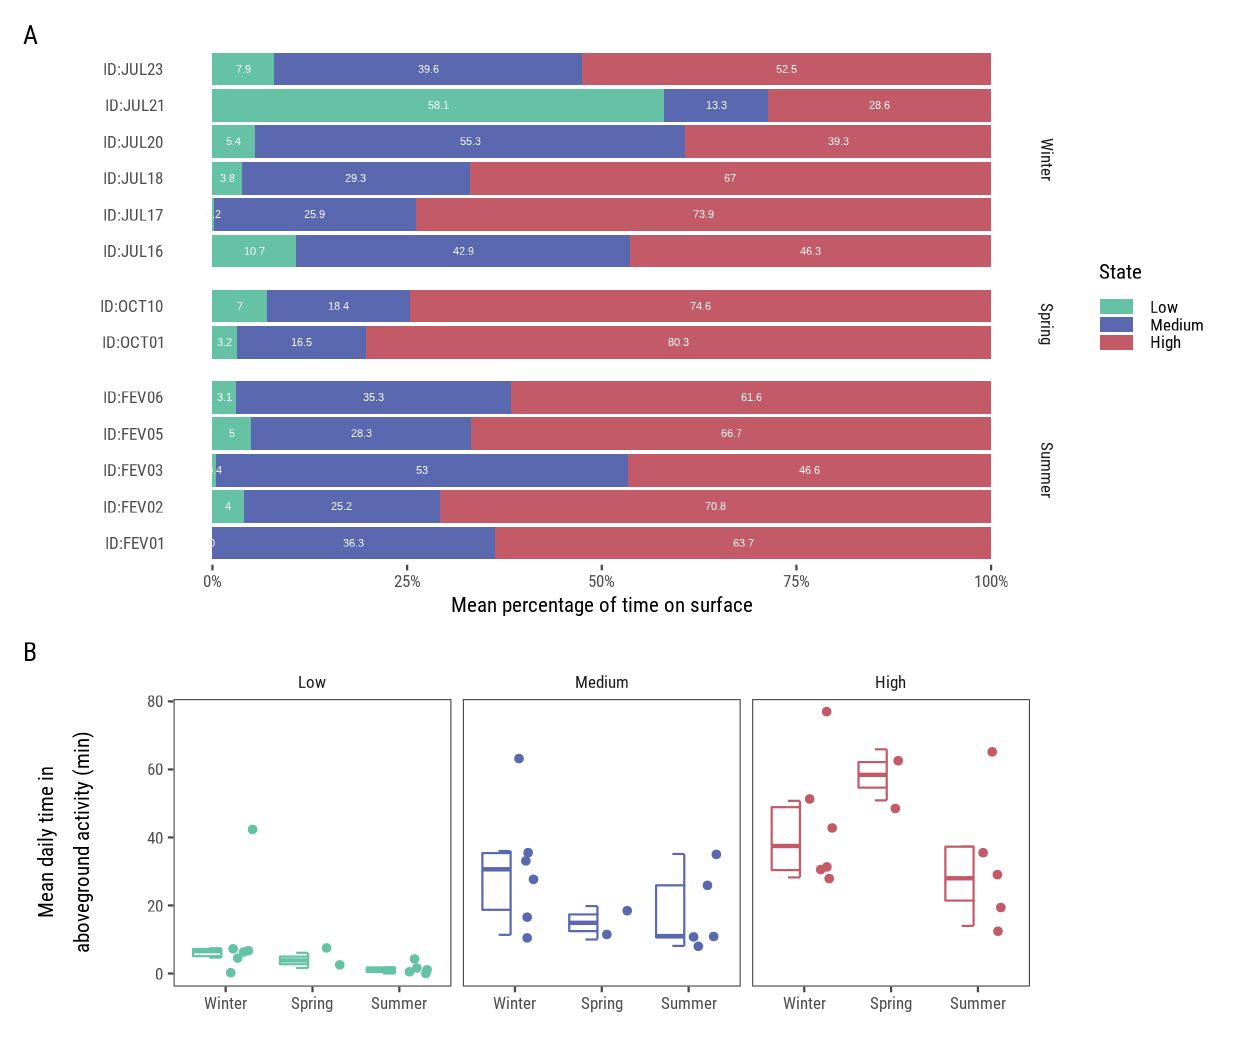 A
ID:JUL23 7.9 39.6 52.5
ID:JUL21 58.1 13.3 28.6
ID:JUL20 5.4 55.3 39.3
ID:JUL18 3.8 29.3 67
ID:JUL17 .2 25.9 73.9
ID:JUL16 10.7 42.9 46.3
Winter
ID:OCT10 7 18.4 74.6
ID:OCT01 3.2 16.5 80.3
Spring
ID:FEV06 3.1 35.3 61.6
ID:FEV05 5 28.3 66.7
ID:FEV03 .4 53 46.6
ID:FEV02 4 25.2 70.8
ID:FEV01 0 36.3 63.7
Summer
0% 25% 50% 75% 100%
Mean percentage of time on surface
State
Low
Medium
High
B
Low Medium High
Mean daily time in
aboveground activity (min)
80
60
40
20
0
Winter Spring Summer Winter Spring Summer Winter Spring Summer